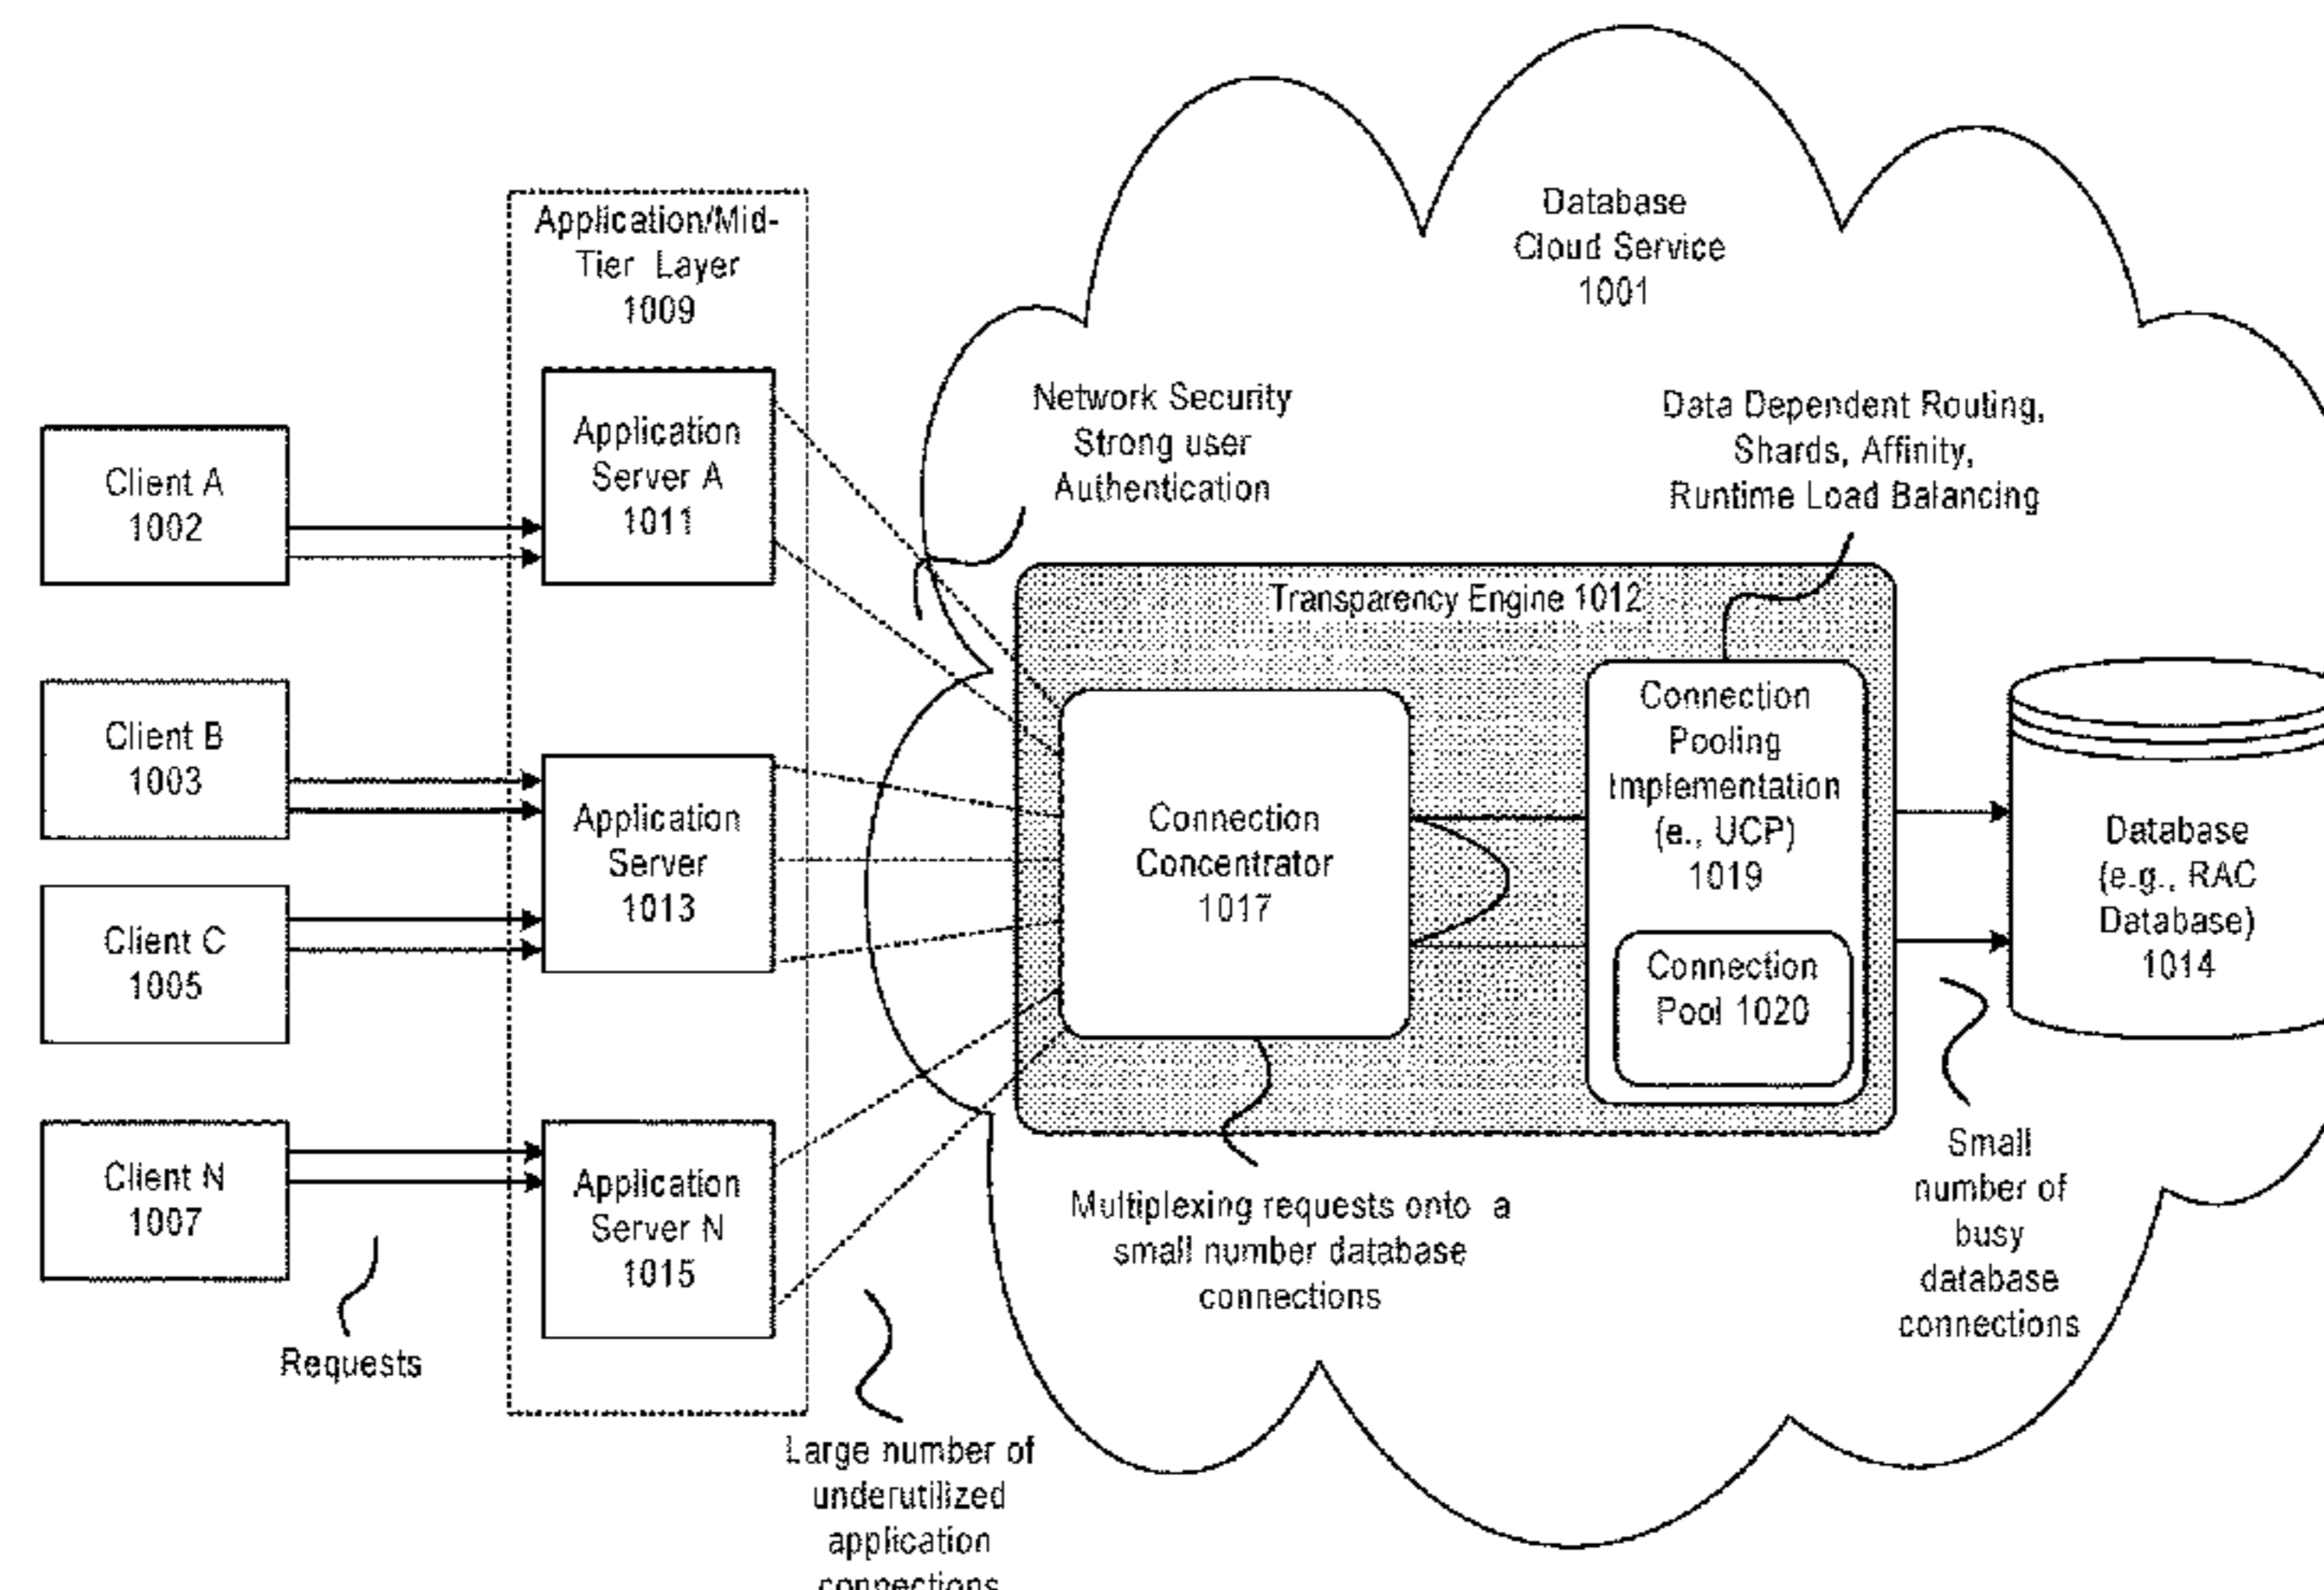 Database
Cloud Service
1001
Application/Mid-
Tier Layer
1009
Network Security
Strong user
Authentication
Data Dependent Routing,
Shards, Affinity,
Runtime Load Balancing
Client A
1002
Application
Server A
1011
Transparency Engine 1012
Client B
1003
Application
Server
1013
Client C
1005
Connection
Concentrator
1017
Connection
Pooling
Implementation
(e., UCP)
1019
Connection
Pool 1020
Database
(e.g., RAC
Database)
1014
Client N
1007
Application
Server N
1015
Requests
Multiplexing requests onto a
small number database
connections
Small
number of
busy
database
connections
Large number of
underutilized
application
connections